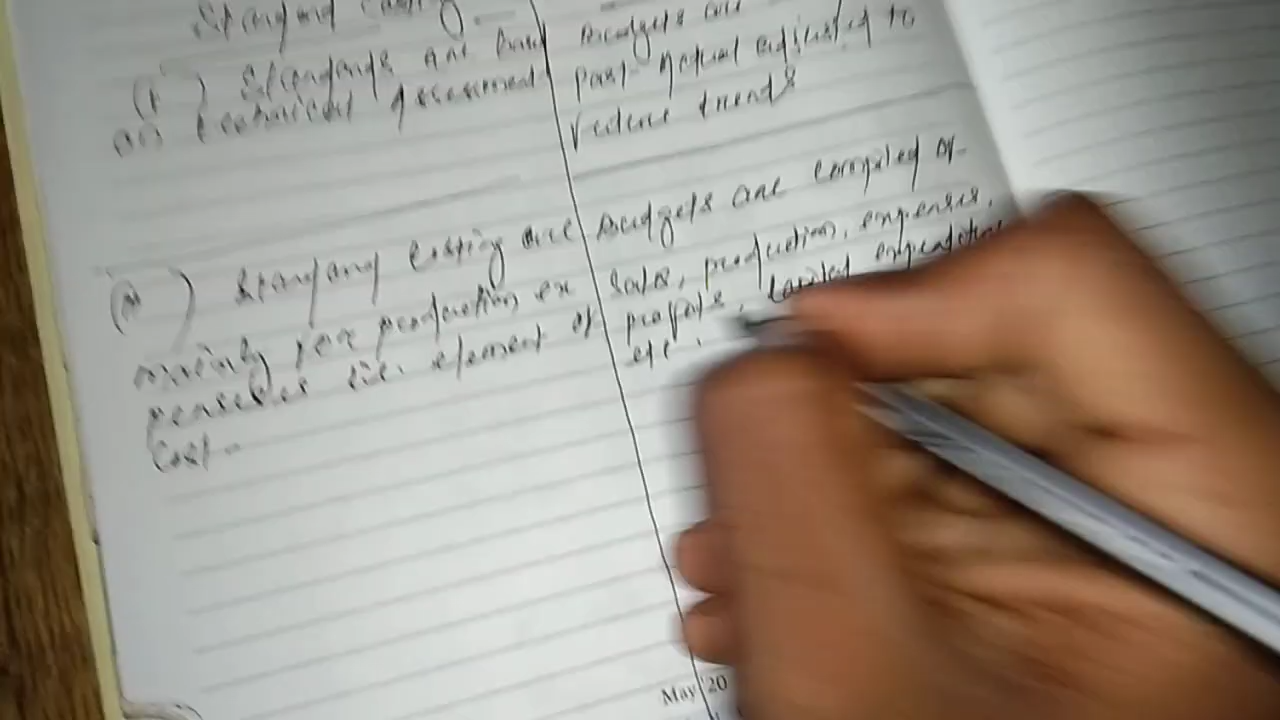 Standard Costing
(i) Standards are based
on technical Assessment
Budgets are
past actual adjusted to
future trends
(ii) Standard costing are
mainly for production ex
penses i.e. element of
Cost.
Budgets are compiled of
Sales, production, expenses,
profits, capital expenditure
etc.
May '20